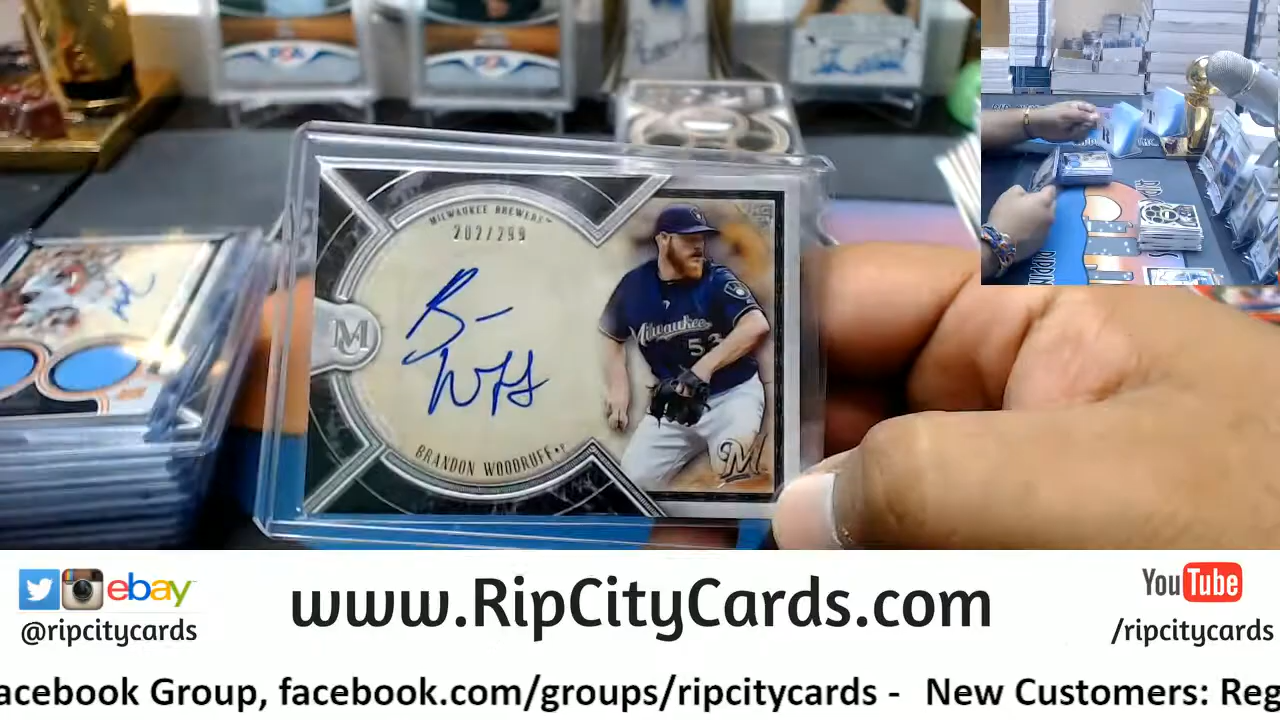 MILWAUKEE BREWERS™
202/299
BRANDON WOODRUFF • P
M
Milwaukee
53
M
ebay
@ripcitycards
www.RipCityCards.com
YouTube
/ripcitycards
acebook Group, facebook.com/groups/ripcitycards - New Customers: Reg